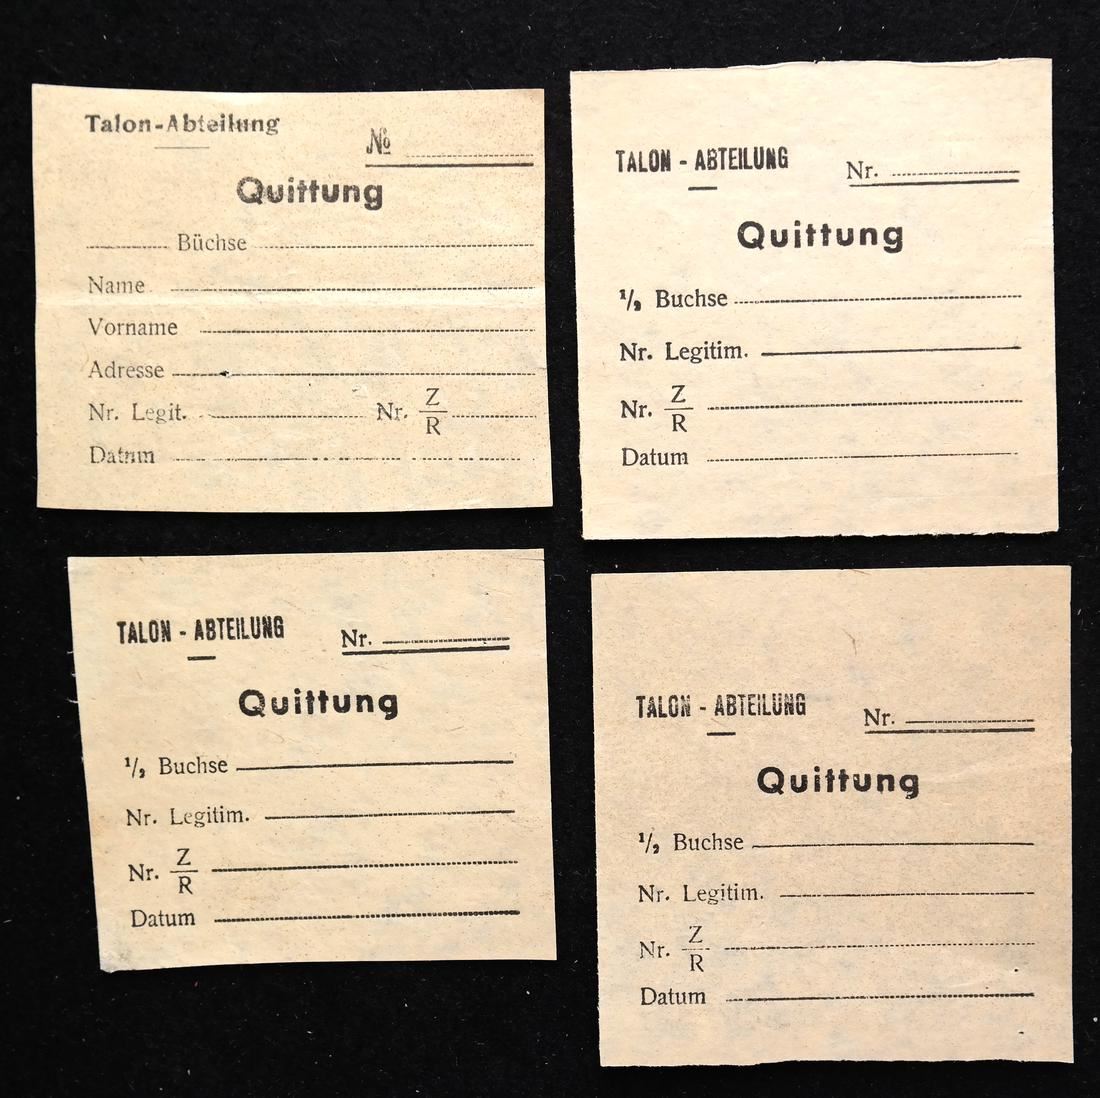 Talon-Abteilung
№
Quittung
Büchse
Name
Vorname
Adresse
Nr. Legit. Nr. Z/R
Datum
TALON - ABTEILUNG
Nr.
Quittung
½ Buchse
Nr. Legitim.
Nr. Z/R
Datum
TALON - ABTEILUNG
Nr.
Quittung
½ Buchse
Nr. Legitim.
Nr. Z/R
Datum
TALON - ABTEILUNG
Nr.
Quittung
½ Buchse
Nr. Legitim.
Nr. Z/R
Datum